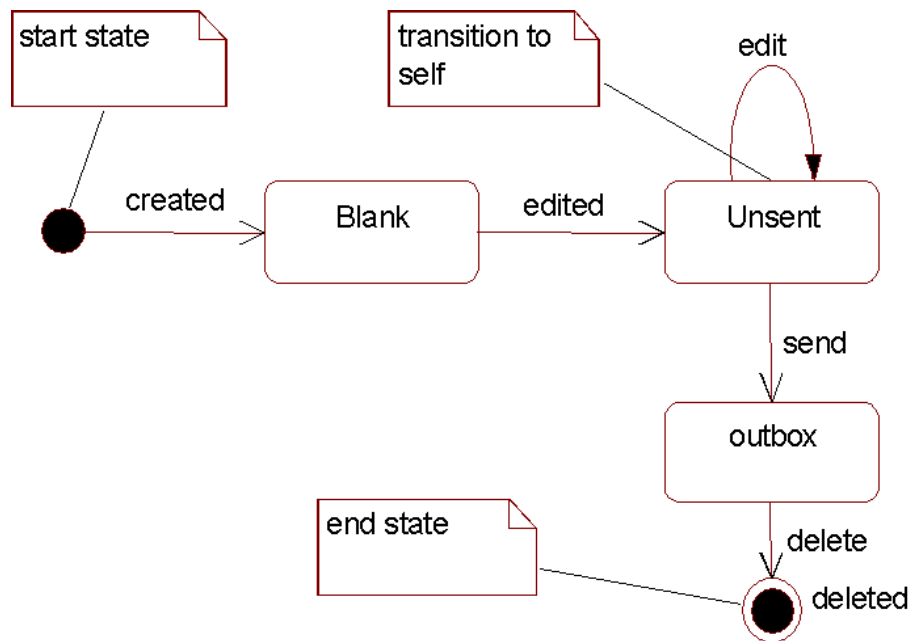 start state
transition to
self
edit
created
Blank
edited
Unsent
send
outbox
end state
delete
deleted